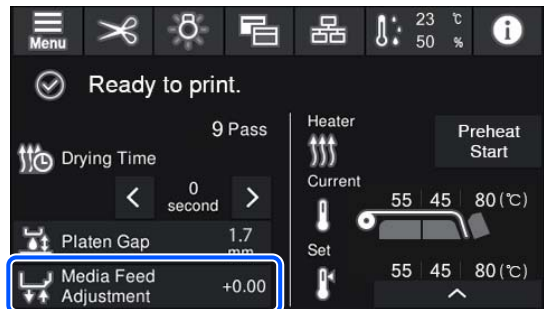 Menu
23 ℃
50 %
Ready to print.
9 Pass
Drying Time
0
second
Platen Gap
1.7
mm
Media Feed
Adjustment
+0.00
Heater
Preheat
Start
Current
55 45 80(℃)
Set
55 45 80(℃)